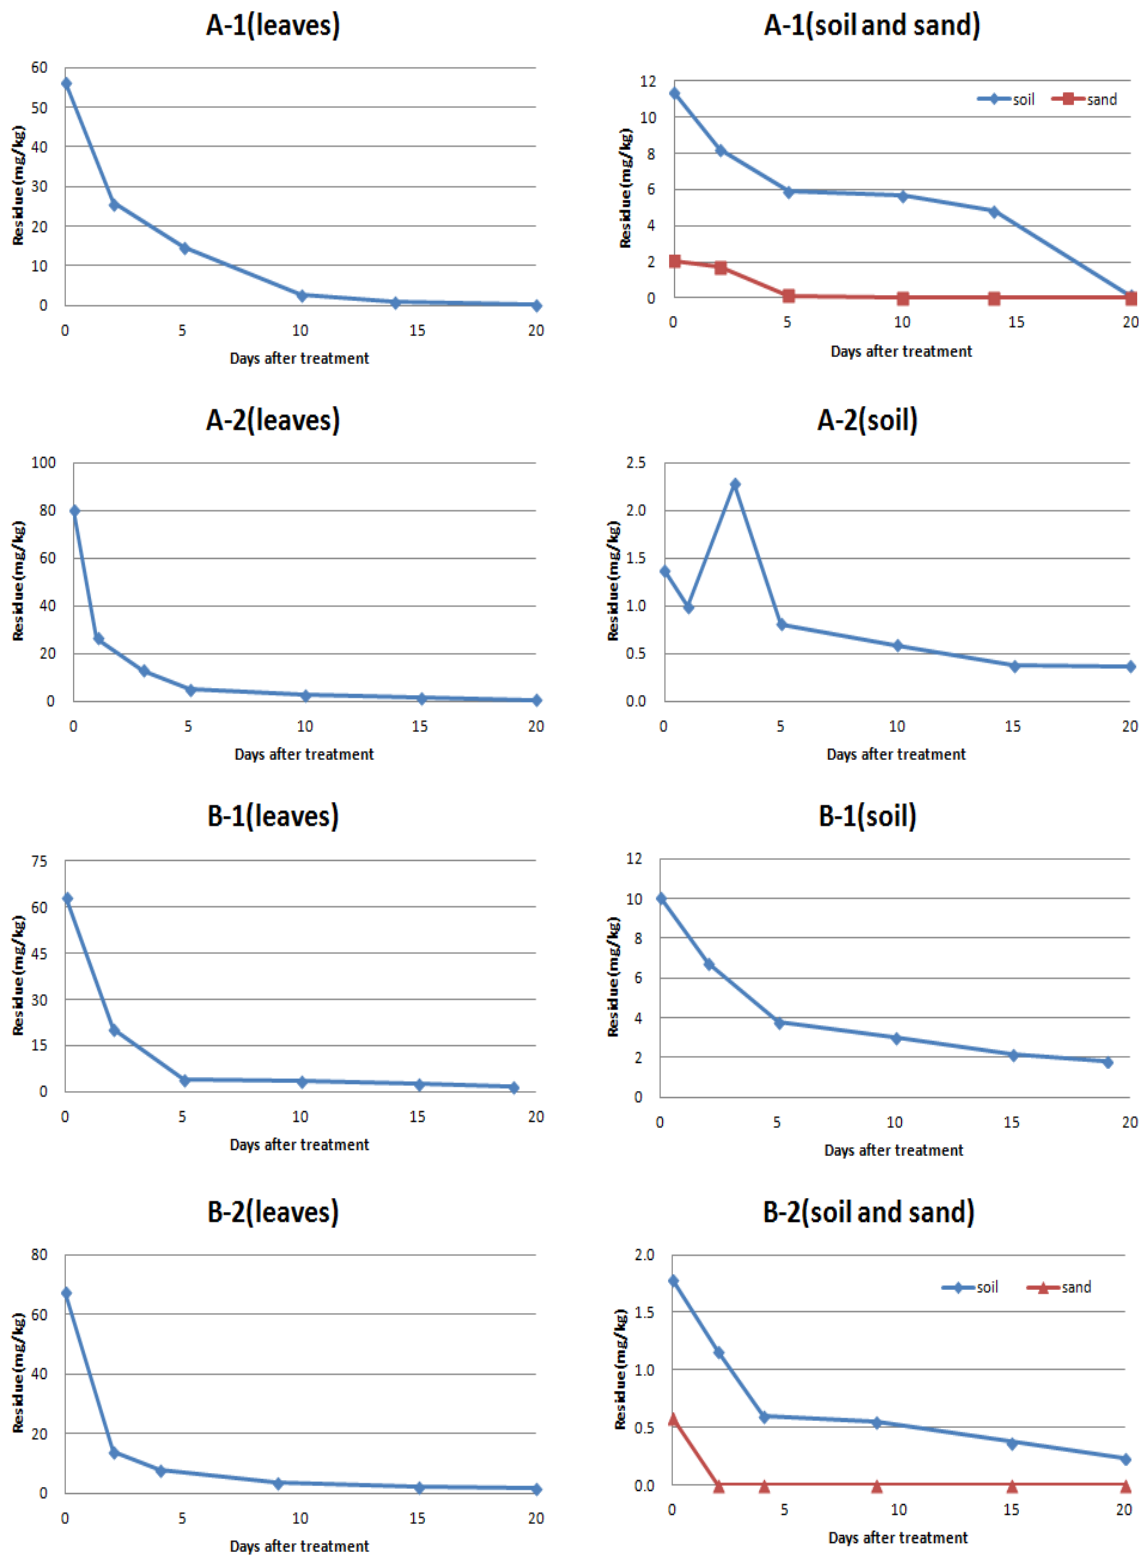 A-1(leaves)
60
50
40
30
20
10
0
Residue(mg/kg)
0 5 10 15 20
Days after treatment
A-1(soil and sand)
12
10
8
6
4
2
0
Residue(mg/kg)
soil sand
0 5 10 15 20
Days after treatment
A-2(leaves)
100
80
60
40
20
0
Residue(mg/kg)
0 5 10 15 20
Days after treatment
A-2(soil)
2.5
2.0
1.5
1.0
0.5
0.0
Residue(mg/kg)
0 5 10 15 20
Days after treatment
B-1(leaves)
75
60
45
30
15
0
Residue(mg/kg)
0 5 10 15 20
Days after treatment
B-1(soil)
12
10
8
6
4
2
0
Residue(mg/kg)
0 5 10 15 20
Days after treatment
B-2(leaves)
80
60
40
20
0
Residue(mg/kg)
0 5 10 15 20
Days after treatment
B-2(soil and sand)
2.0
1.5
1.0
0.5
0.0
Residue(mg/kg)
soil sand
0 5 10 15 20
Days after treatment